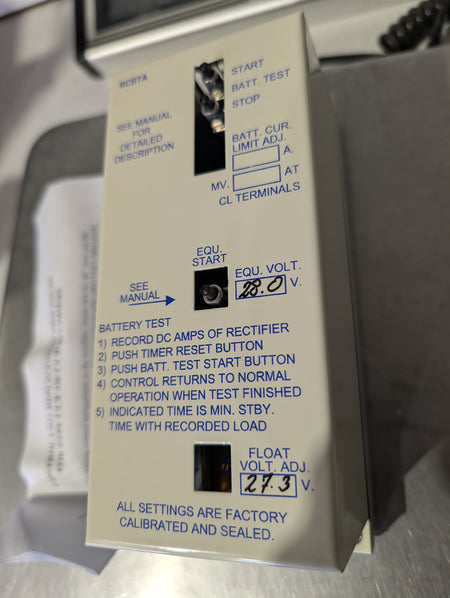 RCBTA
START
BATT. TEST
STOP
SEE MANUAL
FOR
DETAILED
DESCRIPTION
BATT. CUR.
LIMIT ADJ.
A.
MV. AT
CL TERMINALS
EQU.
START
SEE
MANUAL
EQU. VOLT.
28.0 V.
BATTERY TEST
1) RECORD DC AMPS OF RECTIFIER
2) PUSH TIMER RESET BUTTON
3) PUSH BATT. TEST START BUTTON
4) CONTROL RETURNS TO NORMAL
OPERATION WHEN TEST FINISHED
5) INDICATED TIME IS MIN. STBY.
TIME WITH RECORDED LOAD
FLOAT
VOLT. ADJ.
27.3 V.
ALL SETTINGS ARE FACTORY
CALIBRATED AND SEALED.